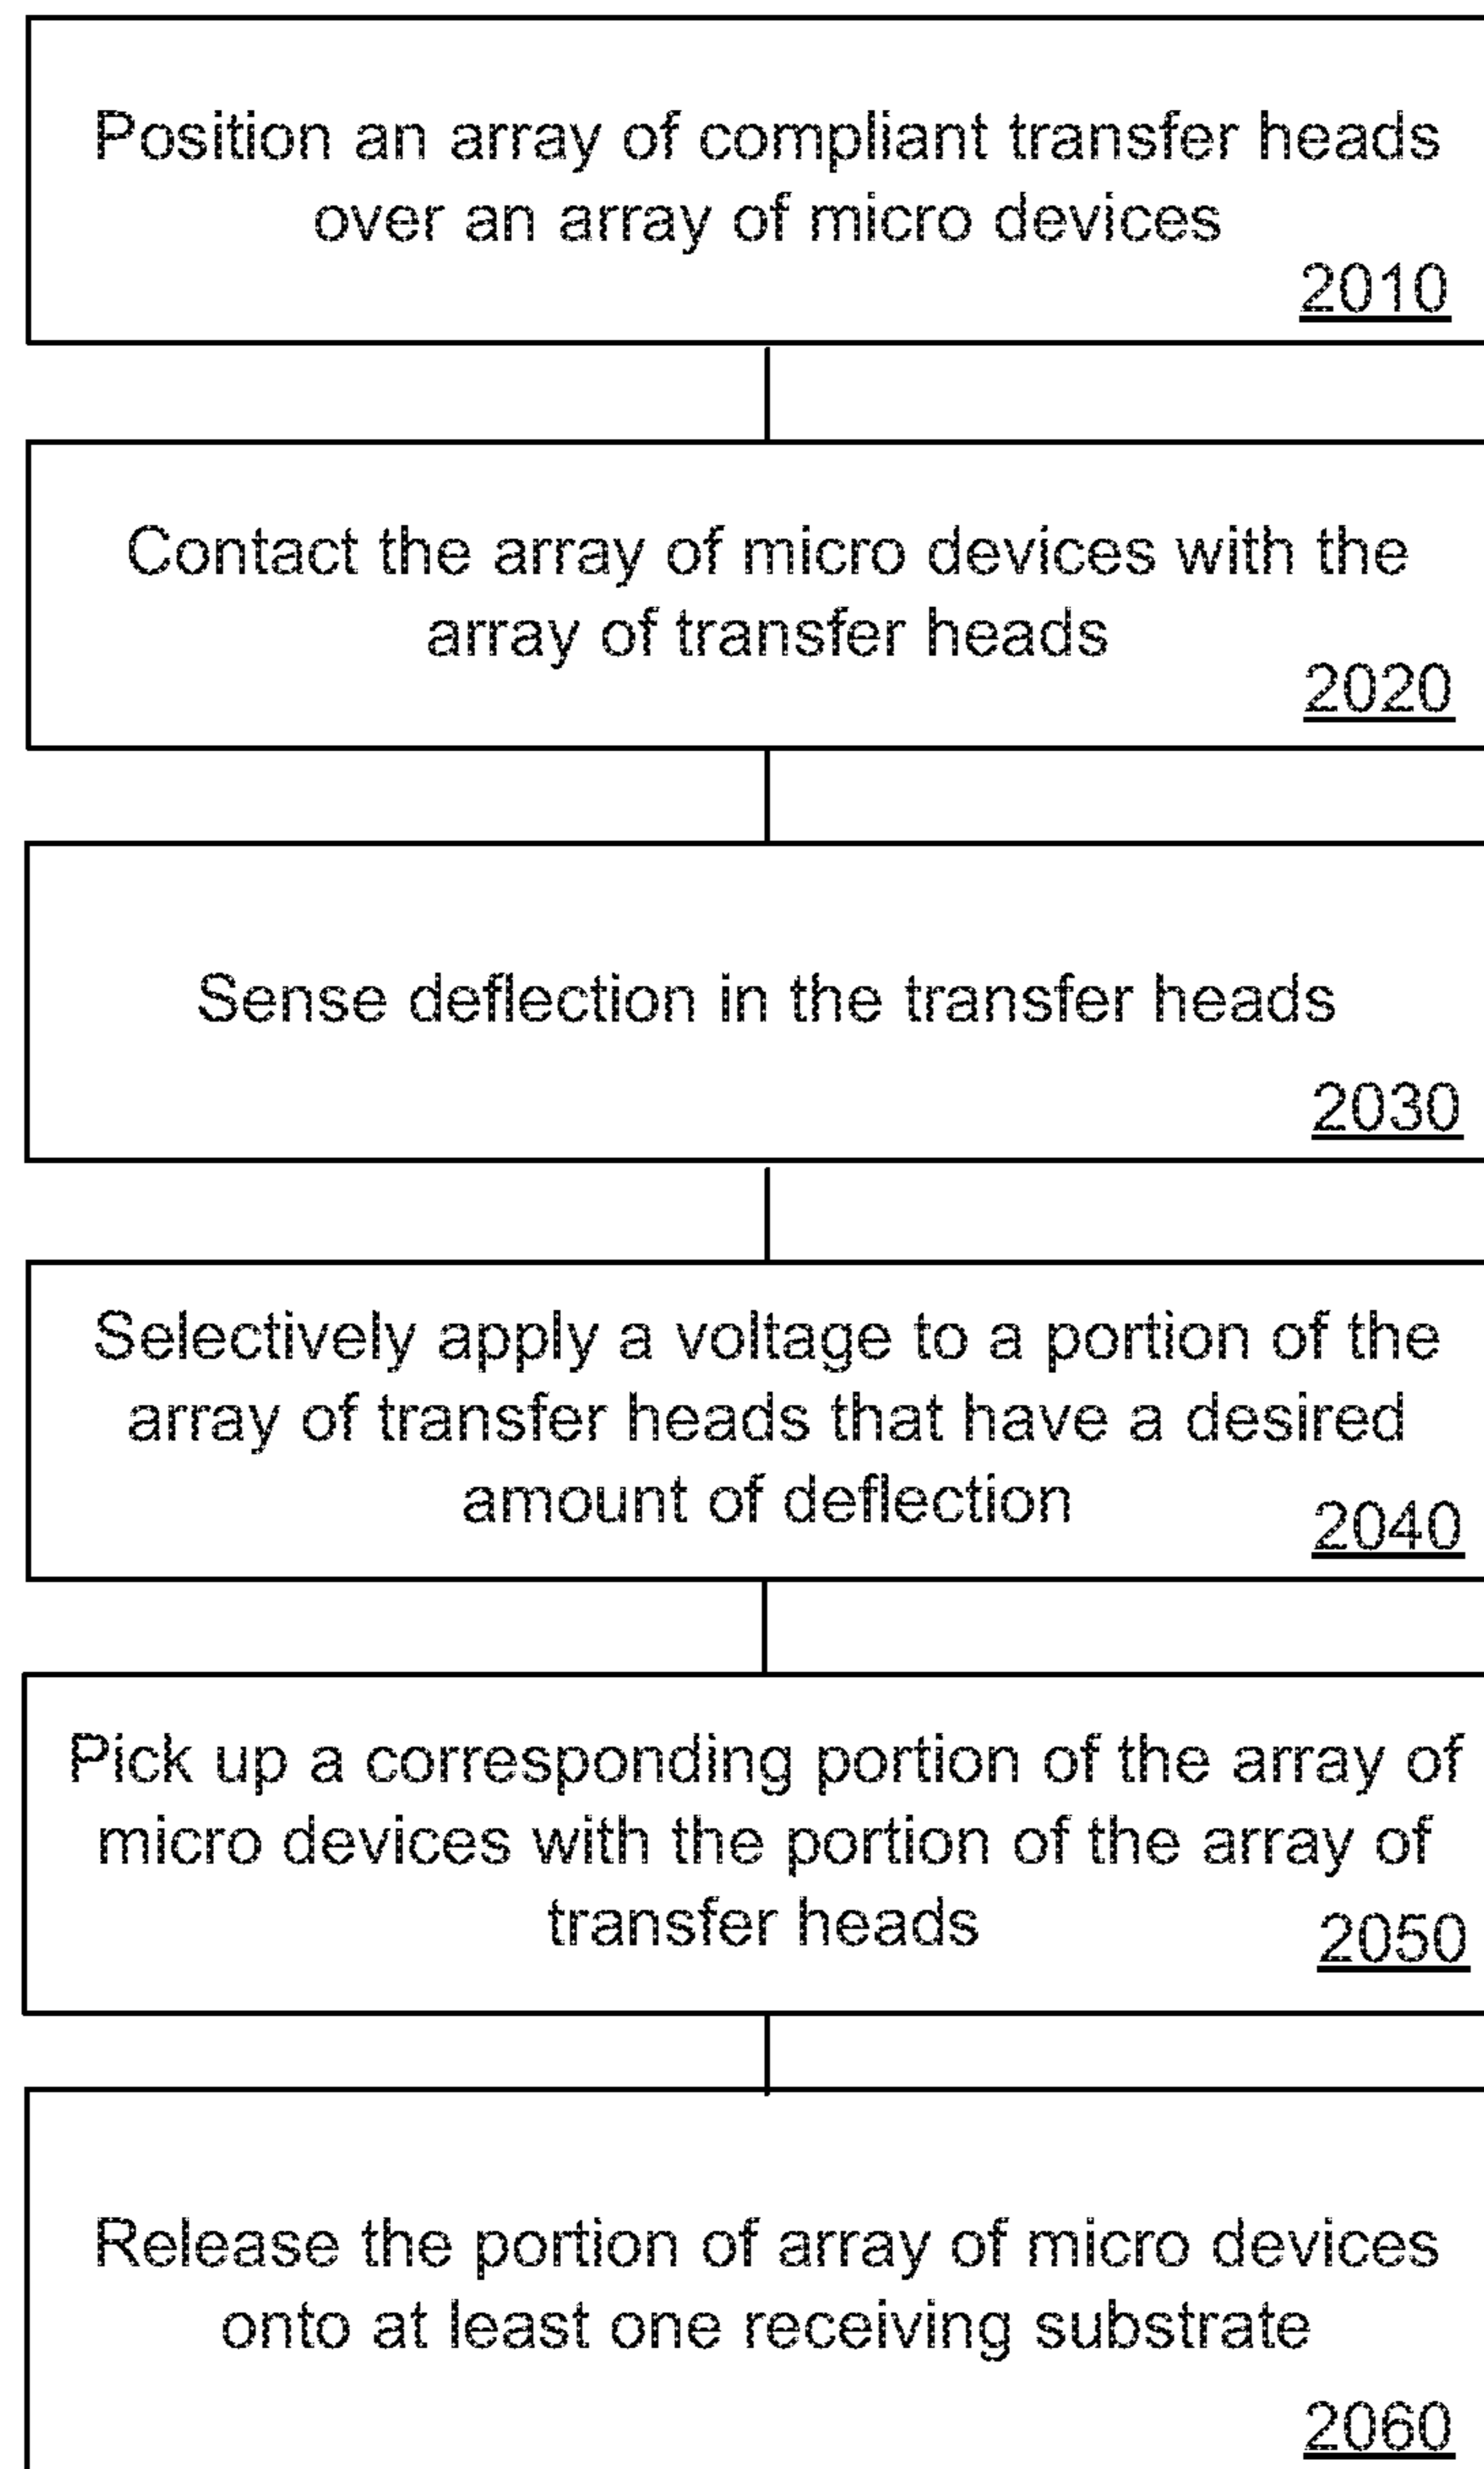 Position an array of compliant transfer heads
over an array of micro devices
2010
Contact the array of micro devices with the
array of transfer heads
2020
Sense deflection in the transfer heads
2030
Selectively apply a voltage to a portion of the
array of transfer heads that have a desired
amount of deflection
2040
Pick up a corresponding portion of the array of
micro devices with the portion of the array of
transfer heads
2050
Release the portion of array of micro devices
onto at least one receiving substrate
2060